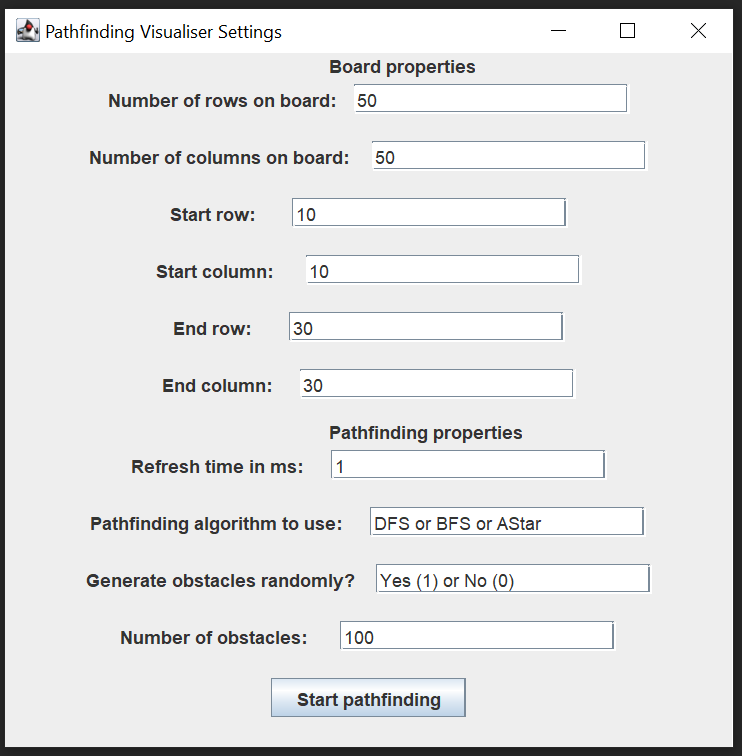 Pathfinding Visualiser Settings
Board properties
Number of rows on board: 50
Number of columns on board: 50
Start row: 10
Start column: 10
End row: 30
End column: 30
Pathfinding properties
Refresh time in ms: 1
Pathfinding algorithm to use: DFS or BFS or AStar
Generate obstacles randomly? Yes (1) or No (0)
Number of obstacles: 100
Start pathfinding